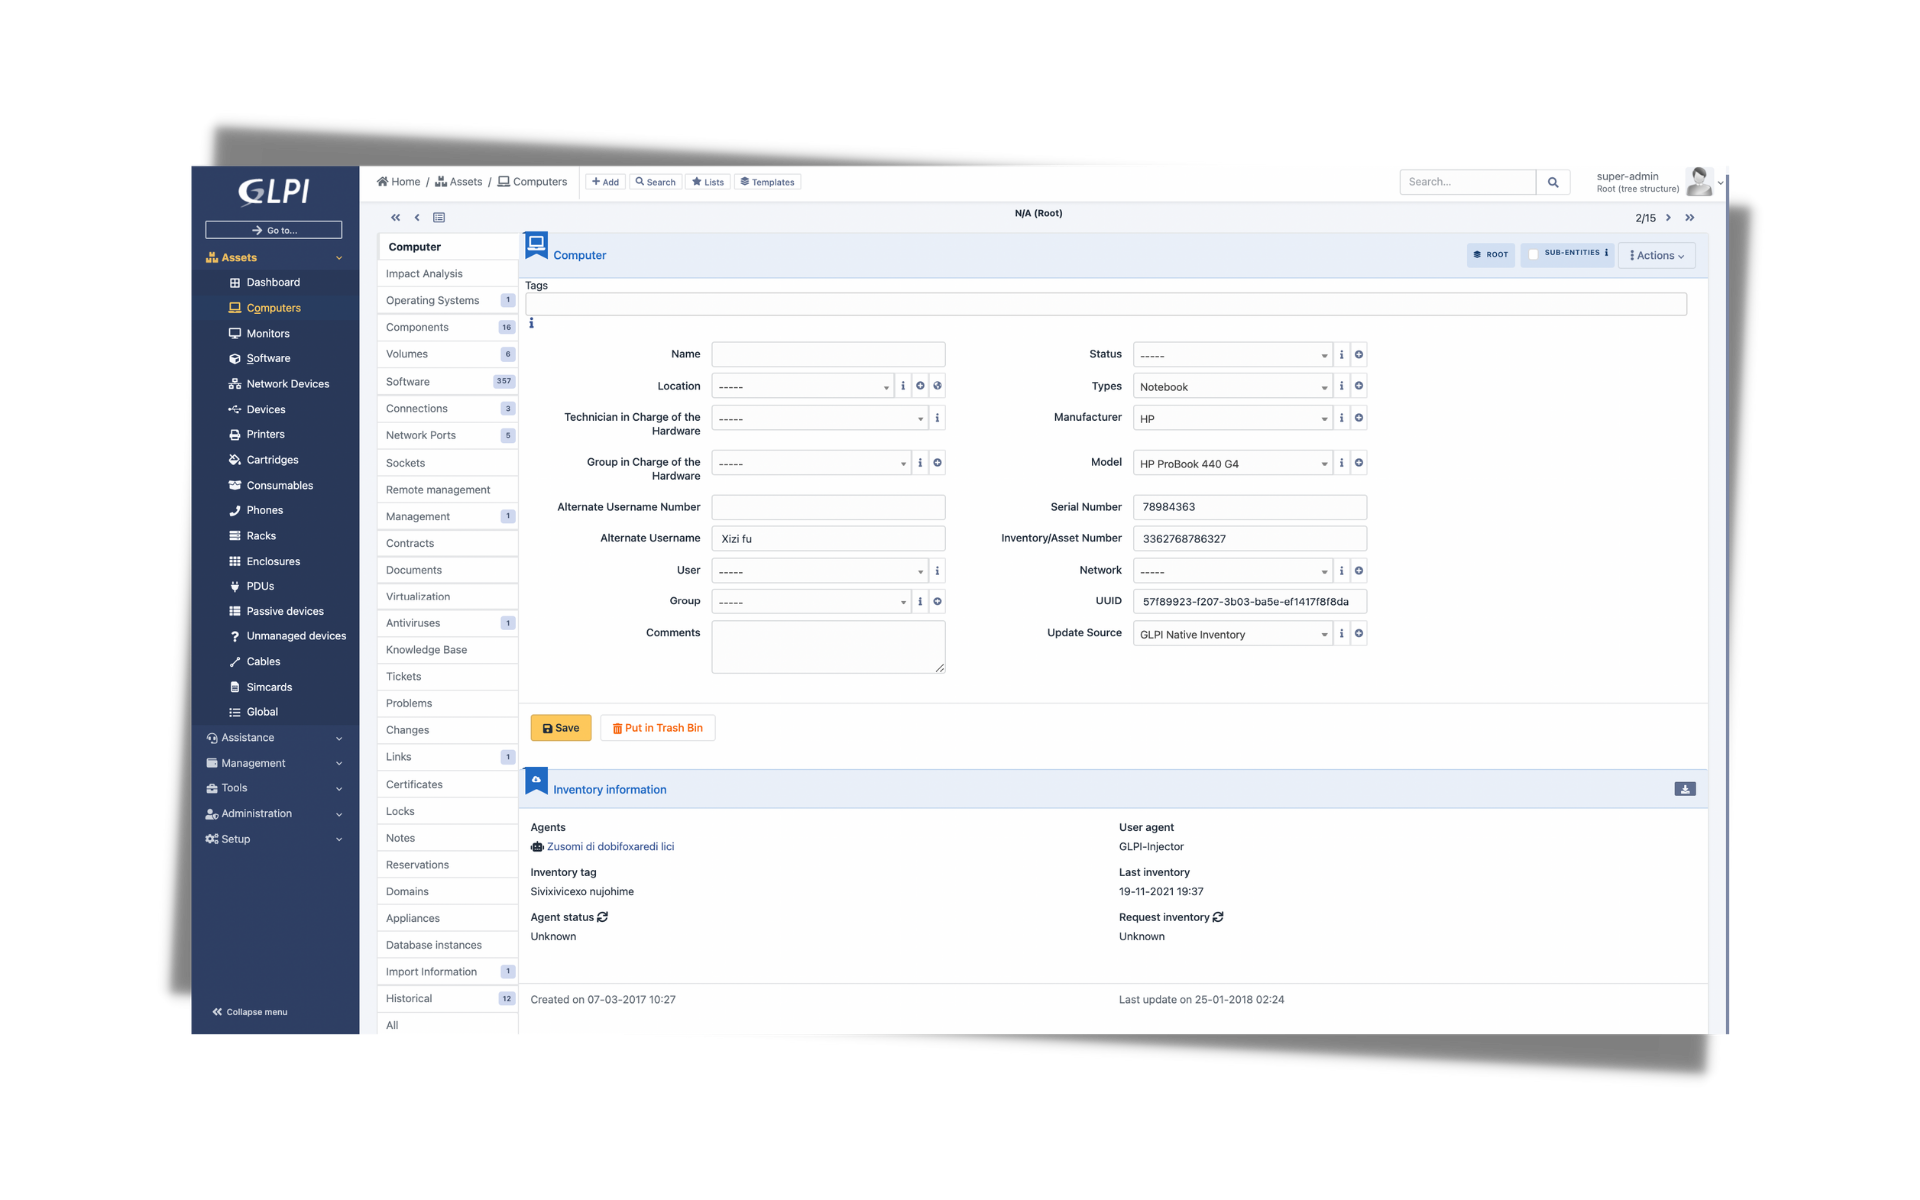 GLPI
Go to...
Assets
Dashboard
Computers
Monitors
Software
Network Devices
Devices
Printers
Cartridges
Consumables
Phones
Racks
Enclosures
PDUs
Passive devices
Unmanaged devices
Cables
Simcards
Global
Assistance
Management
Tools
Administration
Setup
Collapse menu
Home / Assets / Computers
Add
Search
Lists
Templates
Search...
super-admin
Root (tree structure)
N/A (Root)
2/15
Computer
Impact Analysis
Operating Systems 1
Components 16
Volumes 6
Software 357
Connections 3
Network Ports 5
Sockets
Remote management
Management 1
Contracts
Documents
Virtualization
Antiviruses 1
Knowledge Base
Tickets
Problems
Changes
Links 1
Certificates
Locks
Notes
Reservations
Domains
Appliances
Database instances
Import Information 1
Historical 12
All
Computer
ROOT
SUB-ENTITIES
Actions
Tags
Name
Location -----
Technician in Charge of the
Hardware
-----
Group in Charge of the
Hardware
-----
Alternate Username Number
Alternate Username Xizi fu
User -----
Group -----
Comments
Status -----
Types Notebook
Manufacturer HP
Model HP ProBook 440 G4
Serial Number 78984363
Inventory/Asset Number 3362768786327
Network -----
UUID 57f89923-f207-3b03-ba5e-ef1417f8f8da
Update Source GLPI Native Inventory
Save
Put in Trash Bin
Inventory information
Agents
Zusomi di dobifoxaredi lici
Inventory tag
Sivixivicexo nujohime
Agent status
Unknown
User agent
GLPI-Injector
Last inventory
19-11-2021 19:37
Request inventory
Unknown
Created on 07-03-2017 10:27
Last update on 25-01-2018 02:24